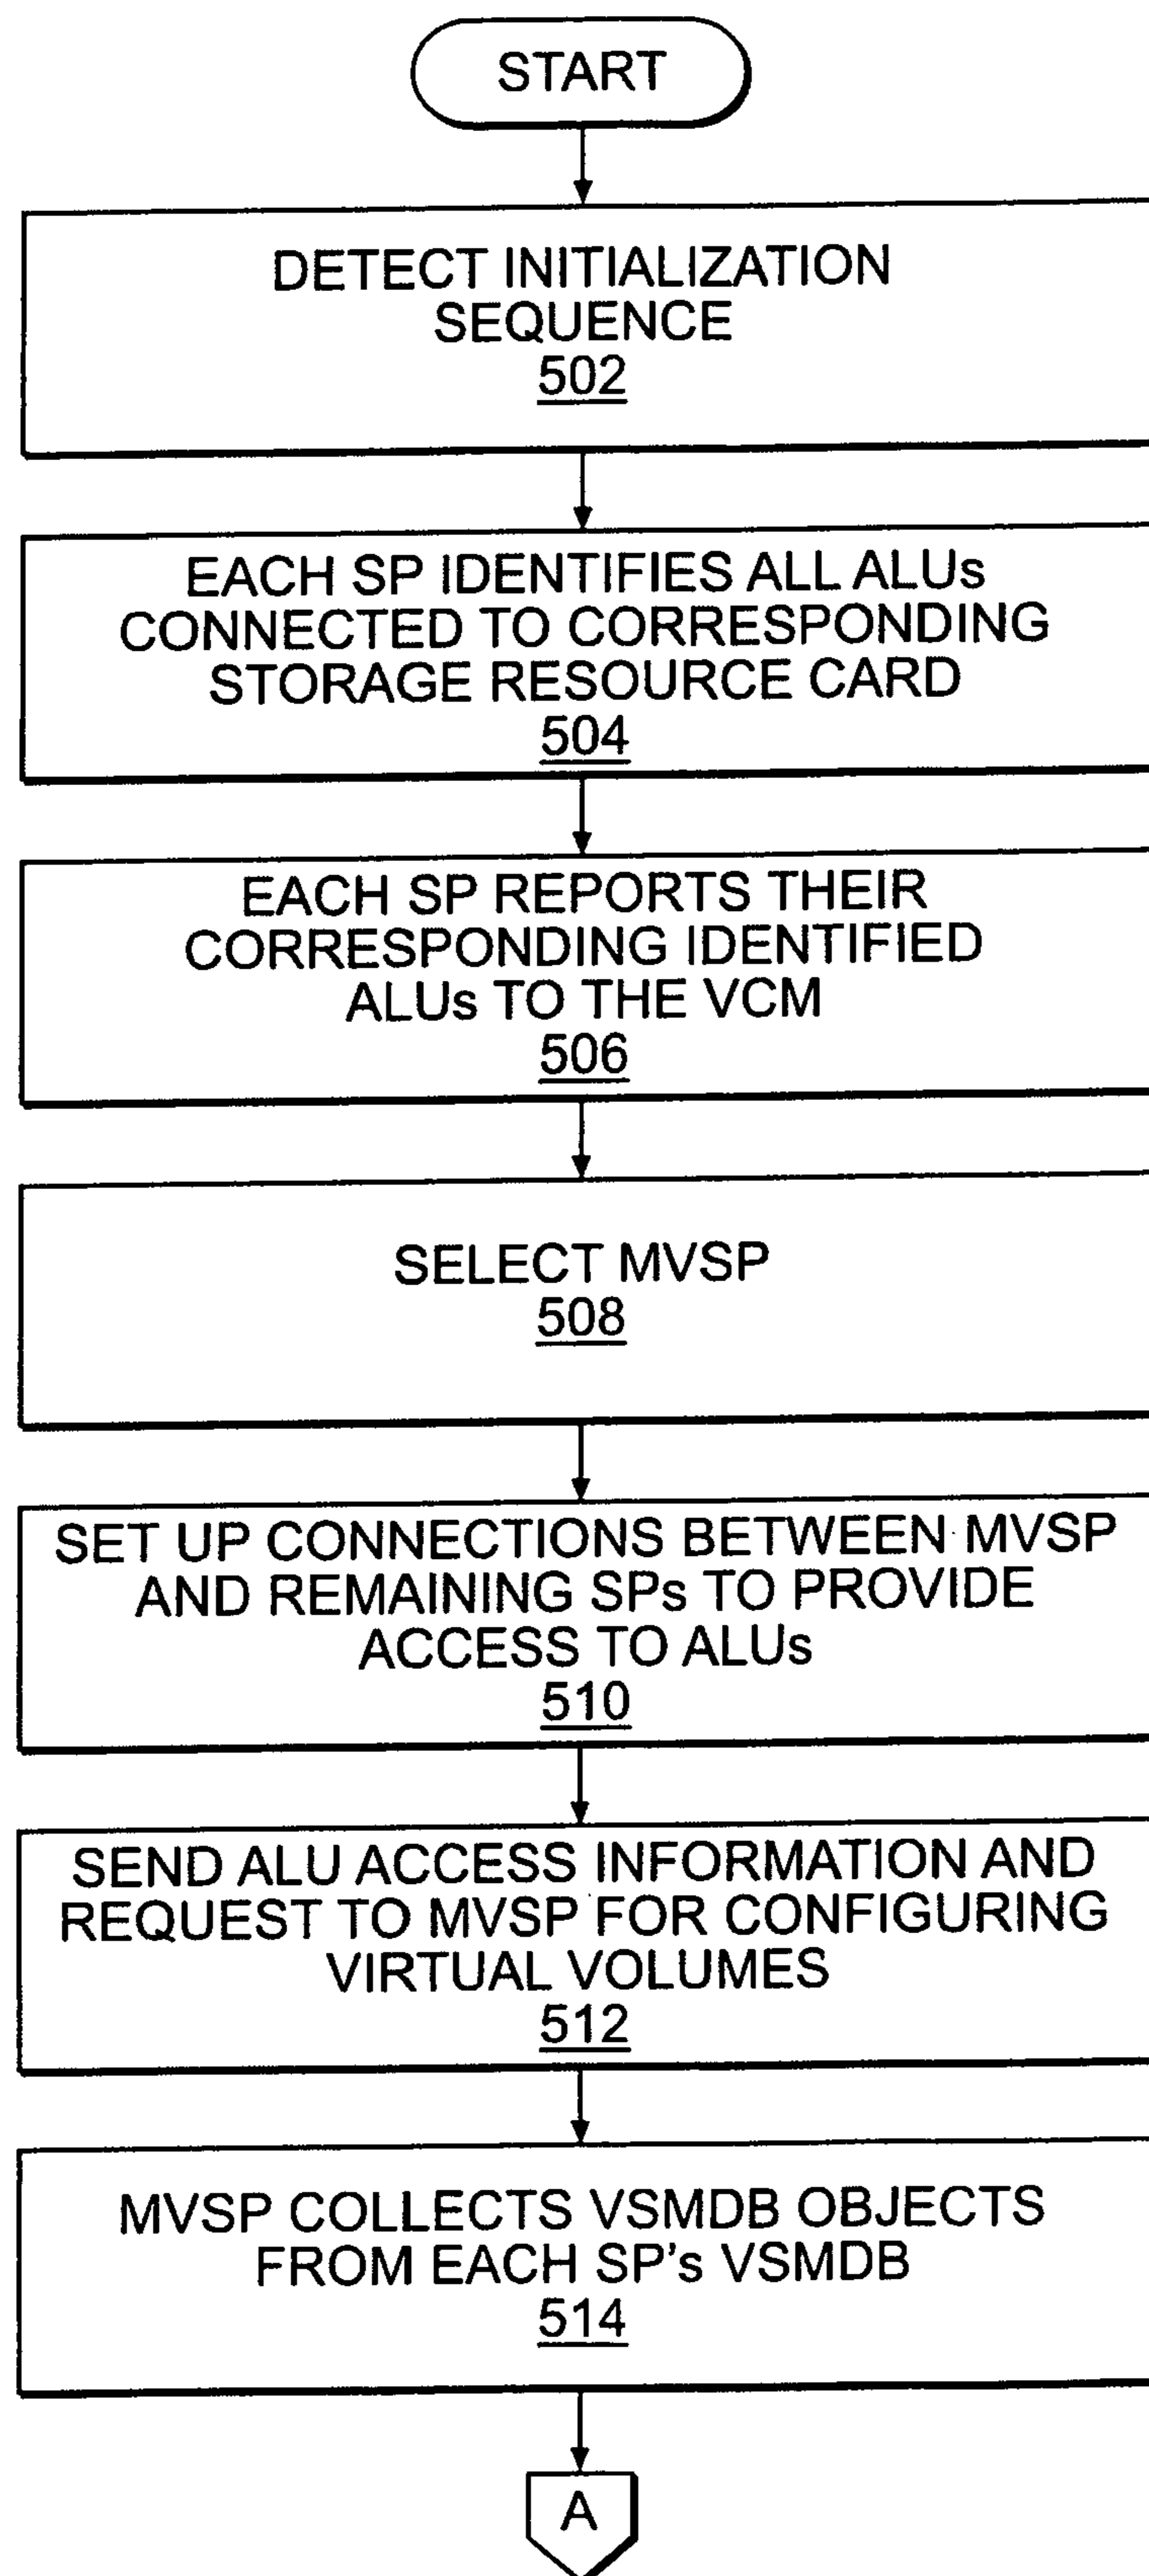 START
DETECT INITIALIZATION
SEQUENCE
502
EACH SP IDENTIFIES ALL ALUs
CONNECTED TO CORRESPONDING
STORAGE RESOURCE CARD
504
EACH SP REPORTS THEIR
CORRESPONDING IDENTIFIED
ALUs TO THE VCM
506
SELECT MVSP
508
SET UP CONNECTIONS BETWEEN MVSP
AND REMAINING SPs TO PROVIDE
ACCESS TO ALUs
510
SEND ALU ACCESS INFORMATION AND
REQUEST TO MVSP FOR CONFIGURING
VIRTUAL VOLUMES
512
MVSP COLLECTS VSMDB OBJECTS
FROM EACH SP's VSMDB
514
A